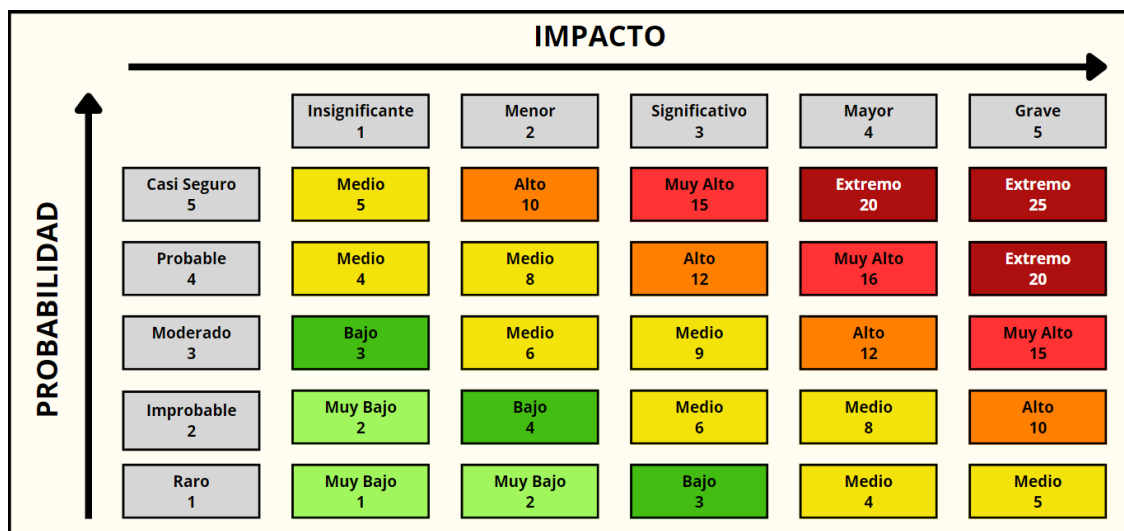 IMPACTO
PROBABILIDAD
Insignificante
1
Menor
2
Significativo
3
Mayor
4
Grave
5
Casi Seguro
5
Medio
5
Alto
10
Muy Alto
15
Extremo
20
Extremo
25
Probable
4
Medio
4
Medio
8
Alto
12
Muy Alto
16
Extremo
20
Moderado
3
Bajo
3
Medio
6
Medio
9
Alto
12
Muy Alto
15
Improbable
2
Muy Bajo
2
Bajo
4
Medio
6
Medio
8
Alto
10
Raro
1
Muy Bajo
1
Muy Bajo
2
Bajo
3
Medio
4
Medio
5